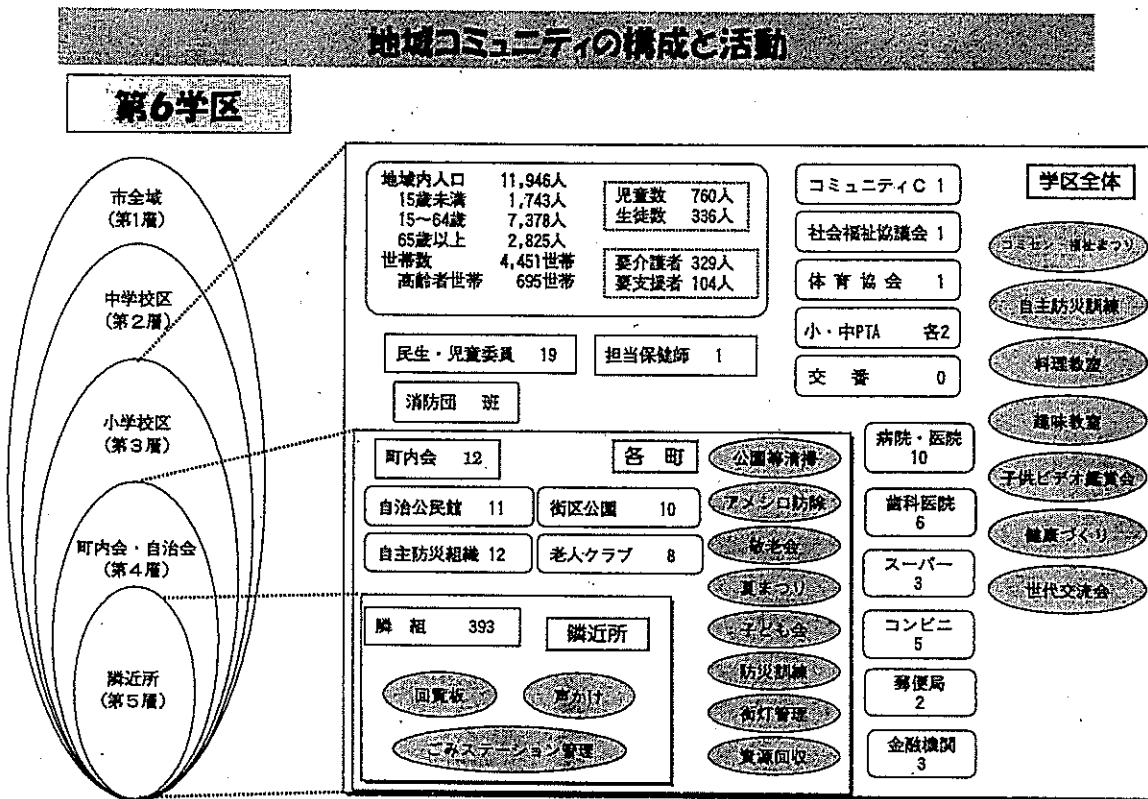 地域コミュニティの構成と活動
第6学区
市全域
(第1層)
中学校区
(第2層)
小学校区
(第3層)
町内会・自治会
(第4層)
隣近所
(第5層)
地域内人口 11,946人
15歳未満 1,743人
15～64歳 7,378人
65歳以上 2,825人
世帯数 4,451世帯
高齢者世帯 695世帯
児童数 760人
生徒数 336人
要介護者 329人
要支援者 104人
民生・児童委員 19
担当保健師 1
消防団 班
コミュニティC 1
社会福祉協議会 1
体育協会 1
小・中PTA 各2
交番 0
学区全体
コミセン・福祉まつり
自主防災訓練
料理教室
趣味教室
子供ビデオ鑑賞会
健康づくり
世代交流会
病院・医院
10
歯科医院
6
スーパー
3
コンビニ
5
郵便局
2
金融機関
3
町内会 12
各町
自治公民館 11
街区公園 10
自主防災組織 12
老人クラブ 8
公園等清掃
アメシロ防除
敬老会
夏まつり
子ども会
防災訓練
街灯管理
資源回収
隣組 393
隣近所
回覧板
声かけ
ごみステーション管理